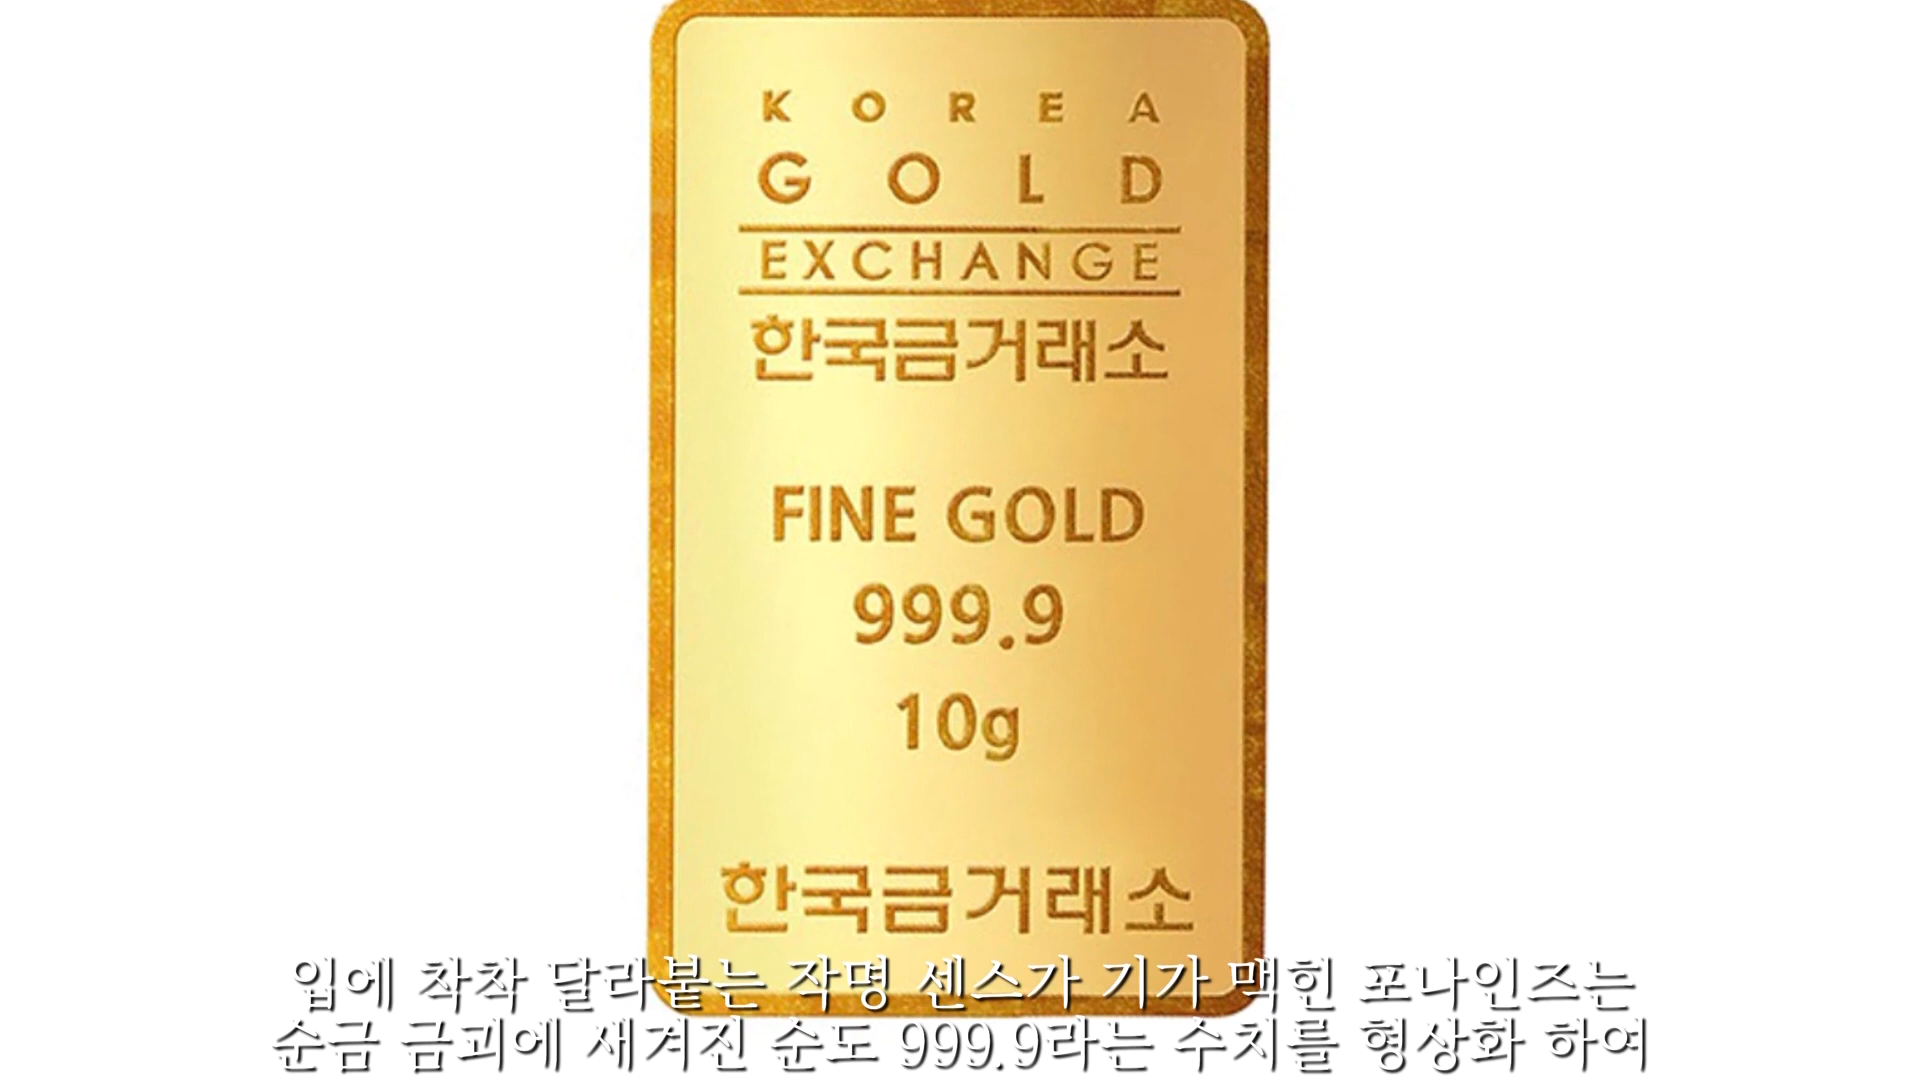 KOREA
GOLD
EXCHANGE
한국금거래소
FINE GOLD
999.9
10g
한국금거래소
입에 착착 달라붙는 작명 센스가 기가 맥힌 포나인즈는
순금 금괴에 새겨진 순도 999.9라는 수치를 형상화 하여